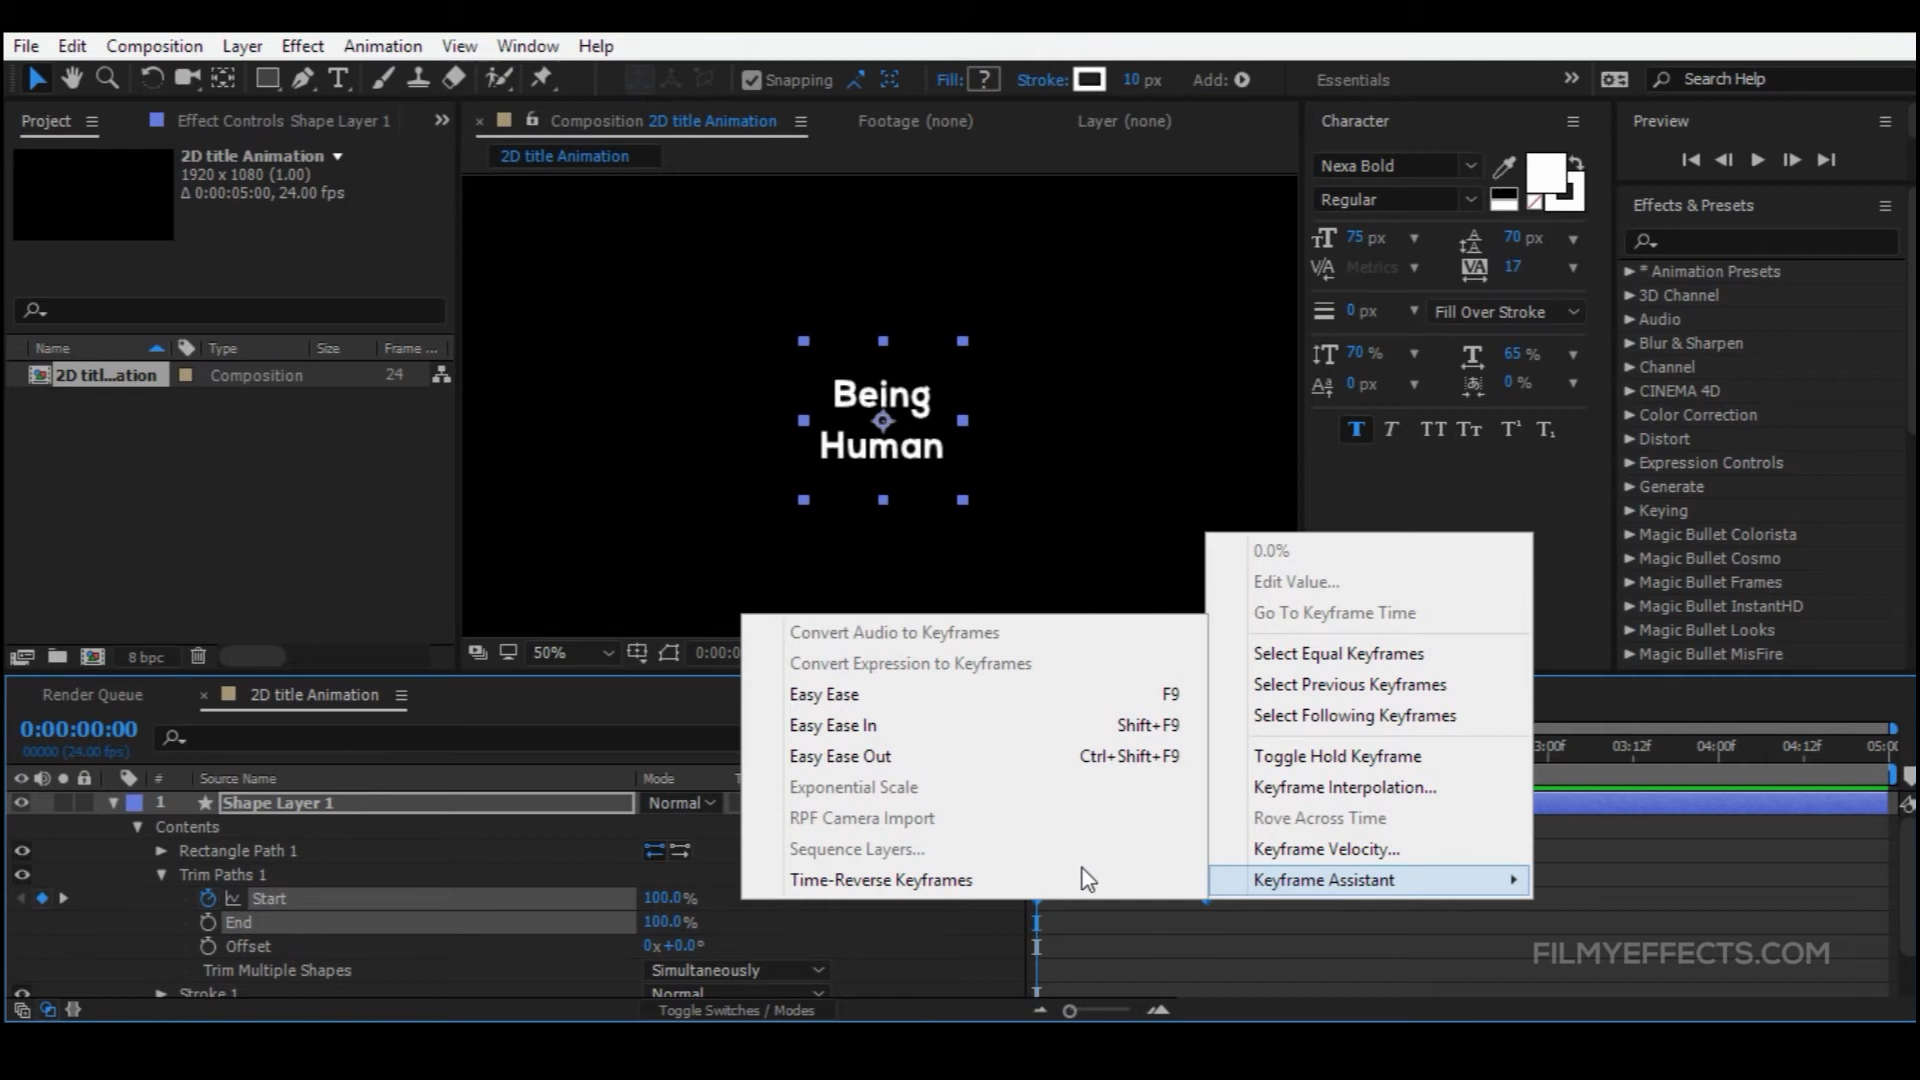 File Edit Composition Layer Effect Animation View Window Help
Snapping Fill: ? Stroke: 10 px Add: Essentials Search Help
Project Effect Controls Shape Layer 1
2D title Animation
1920 x 1080 (1.00)
Δ 0:00:05:00, 24.00 fps
Name Type Size Frame ...
2D titl...ation Composition 24
8 bpc
Composition 2D title Animation Footage (none) Layer (none)
2D title Animation
Being
Human
50% 0:00:0
Character
Nexa Bold
Regular
75 px 70 px
Metrics 17
0 px Fill Over Stroke
70 % 65 %
0 px 0 %
T T TT Tt T¹ T₁
Preview
Effects & Presets
* Animation Presets
3D Channel
Audio
Blur & Sharpen
Channel
CINEMA 4D
Color Correction
Distort
Expression Controls
Generate
Keying
Magic Bullet Colorista
Magic Bullet Cosmo
Magic Bullet Frames
Magic Bullet InstantHD
Magic Bullet Looks
Magic Bullet MisFire
0.0%
Edit Value...
Go To Keyframe Time
Select Equal Keyframes
Select Previous Keyframes
Select Following Keyframes
Toggle Hold Keyframe
Keyframe Interpolation...
Rove Across Time
Keyframe Velocity...
Keyframe Assistant
Convert Audio to Keyframes
Convert Expression to Keyframes
Easy Ease F9
Easy Ease In Shift+F9
Easy Ease Out Ctrl+Shift+F9
Exponential Scale
RPF Camera Import
Sequence Layers...
Time-Reverse Keyframes
Render Queue 2D title Animation
0:00:00:00
00000 (24.00 fps)
# Source Name Mode T
3:00f 03:12f 04:00f 04:12f 05:00
1 Shape Layer 1 Normal
Contents
Rectangle Path 1
Trim Paths 1
Start 100.0%
End 100.0%
Offset 0x+0.0°
Trim Multiple Shapes Simultaneously
Stroke 1 Normal
Toggle Switches / Modes
FILMYEFFECTS.COM